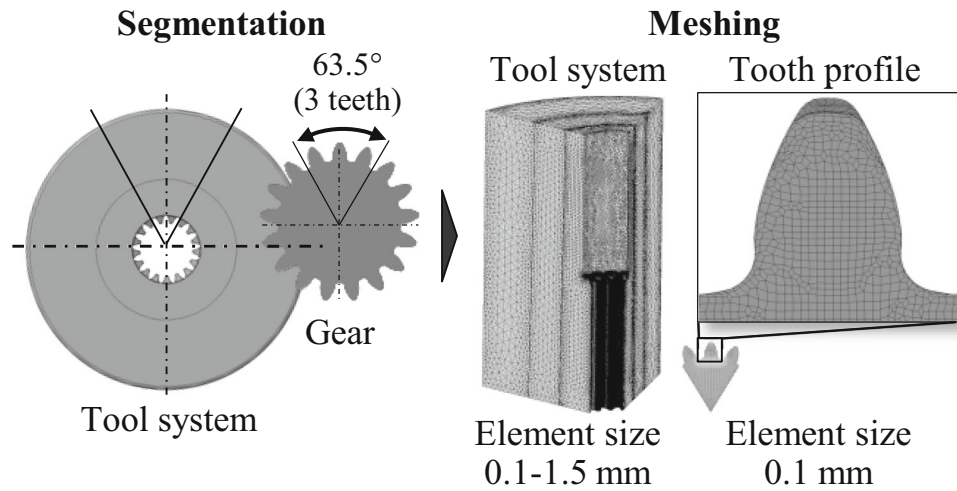 Segmentation
63.5°
(3 teeth)
Gear
Tool system
Meshing
Tool system
Tooth profile
Element size
0.1-1.5 mm
Element size
0.1 mm